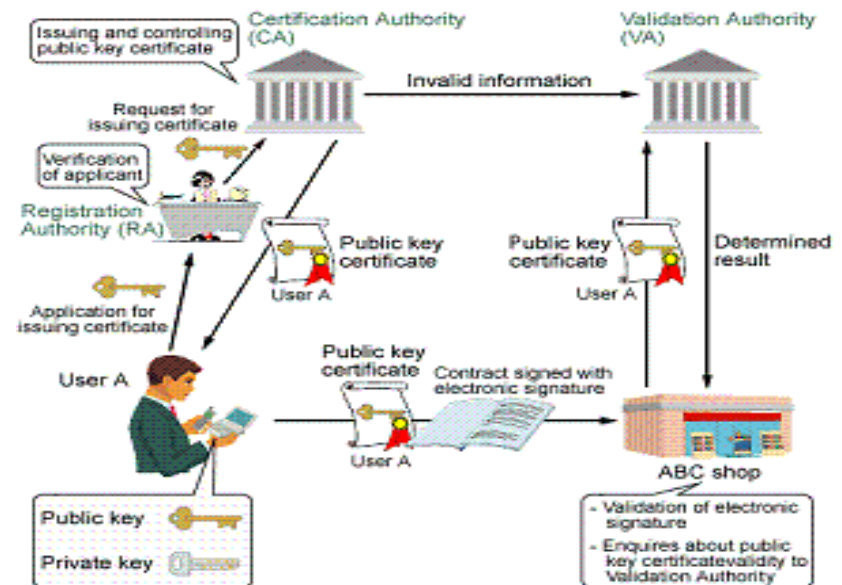 Certification Authority
(CA)
Validation Authority
(VA)
Issuing and controlling
public key certificate
Invalid information
Request for
issuing certificate
Verification
of applicant
Registration
Authority (RA)
Public key
certificate
User A
Public key
certificate
User A
Determined
result
Application for
issuing certificate
User A
Public key
certificate
User A
Contract signed with
electronic signature
ABC shop
Public key
Private key
- Validation of electronic
signature
- Enquires about public
key certificatevalidity to
Validation Authority